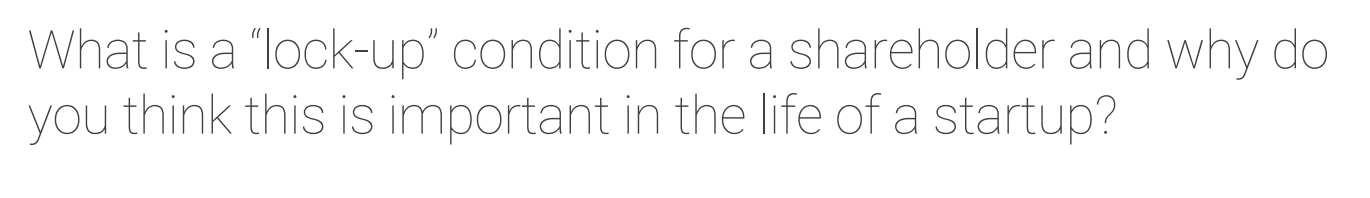 What is a “lock-up” condition for a shareholder and why do
you think this is important in the life of a startup?